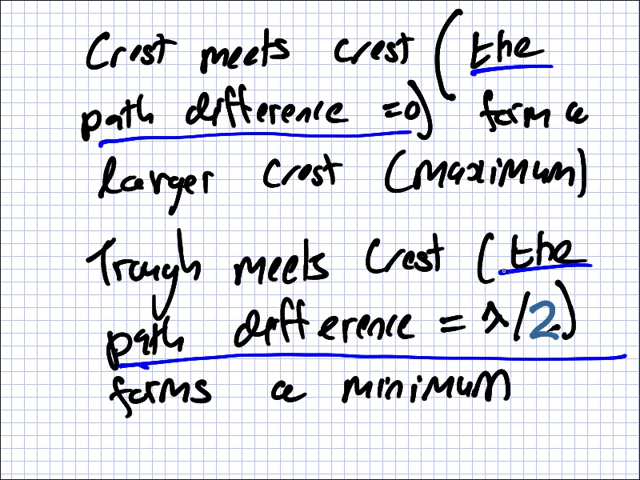 Crest meets crest (the
path difference =0) form a
larger crest (maximum)
Trough meets Crest (the
path difference = λ/2)
forms a minimum